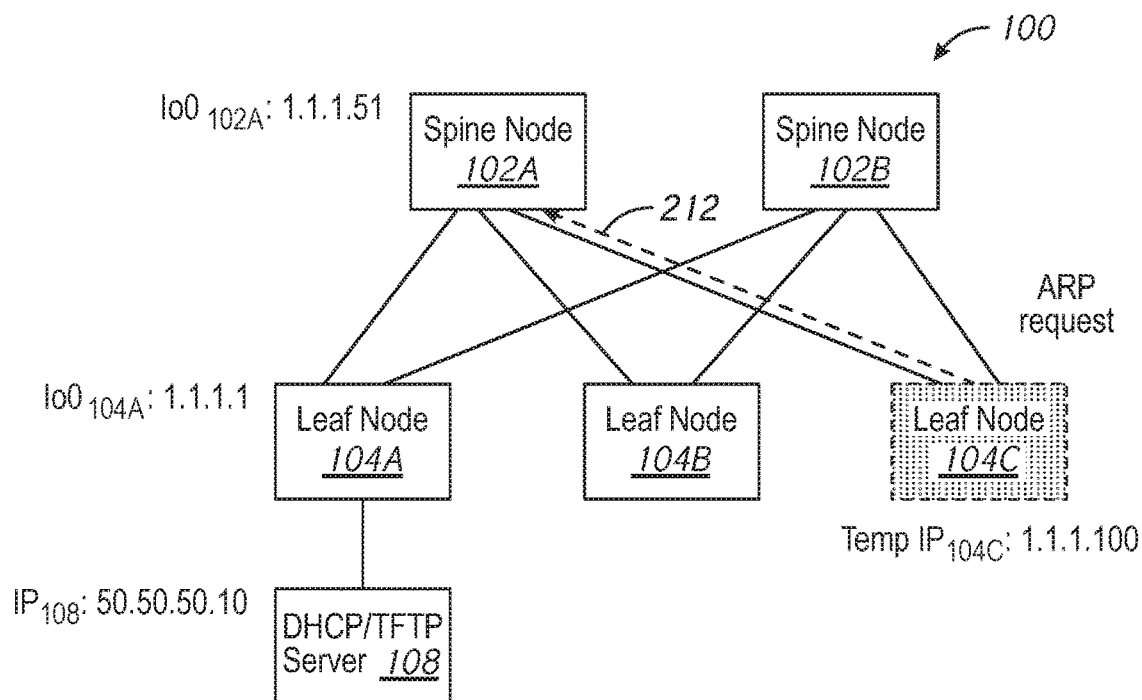 100
Io0 102A: 1.1.1.51
Spine Node
102A
Spine Node
102B
212
ARP
request
Io0 104A: 1.1.1.1
Leaf Node
104A
Leaf Node
104B
Leaf Node
104C
Temp IP104C: 1.1.1.100
IP108: 50.50.50.10
DHCP/TFTP
Server 108